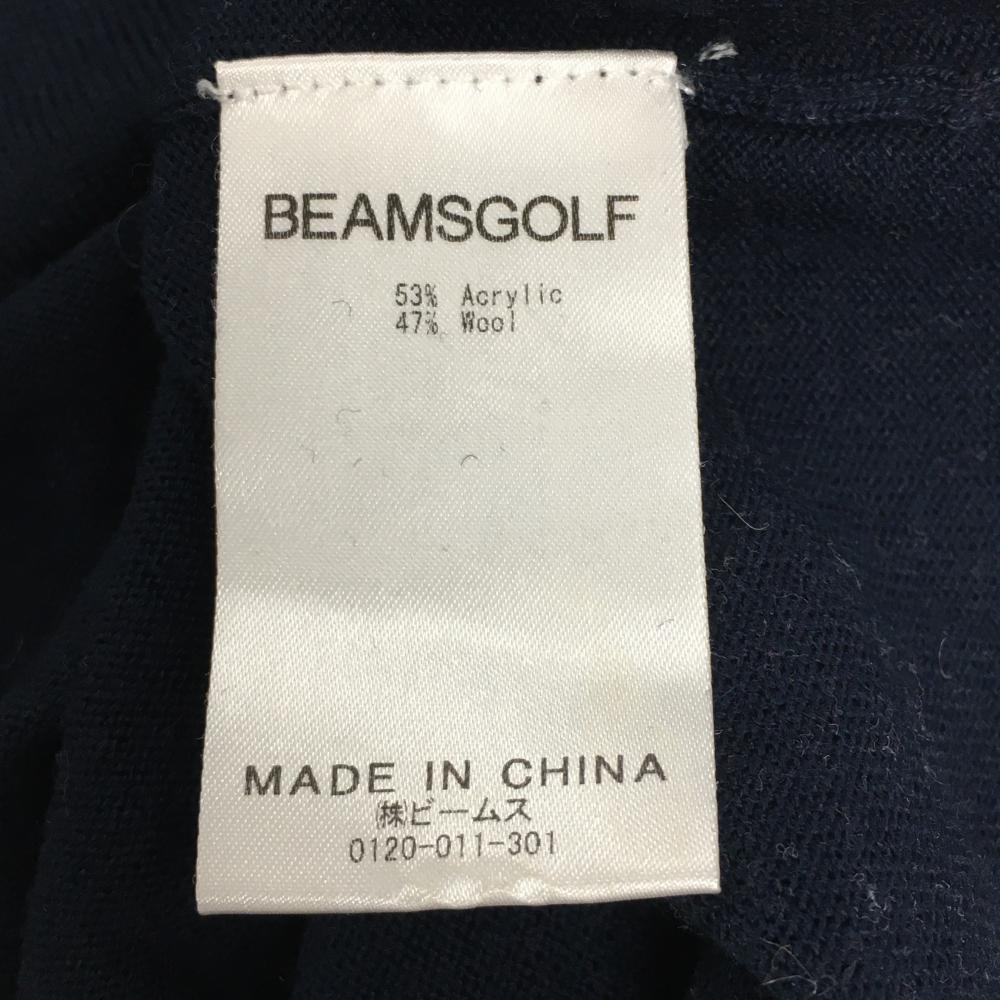 BEAMSGOLF
53% Acrylic
47% Wool
MADE IN CHINA
㈱ビームス
0120-011-301